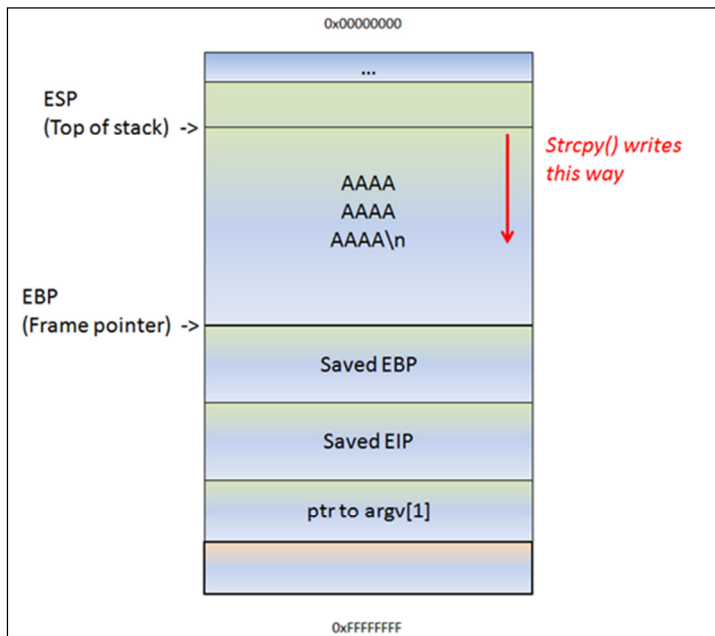 0x00000000
...
ESP
(Top of stack) ->
Strcpy() writes
this way
AAAA
AAAA
AAAA\n
EBP
(Frame pointer) ->
Saved EBP
Saved EIP
ptr to argv[1]
0xFFFFFFFF